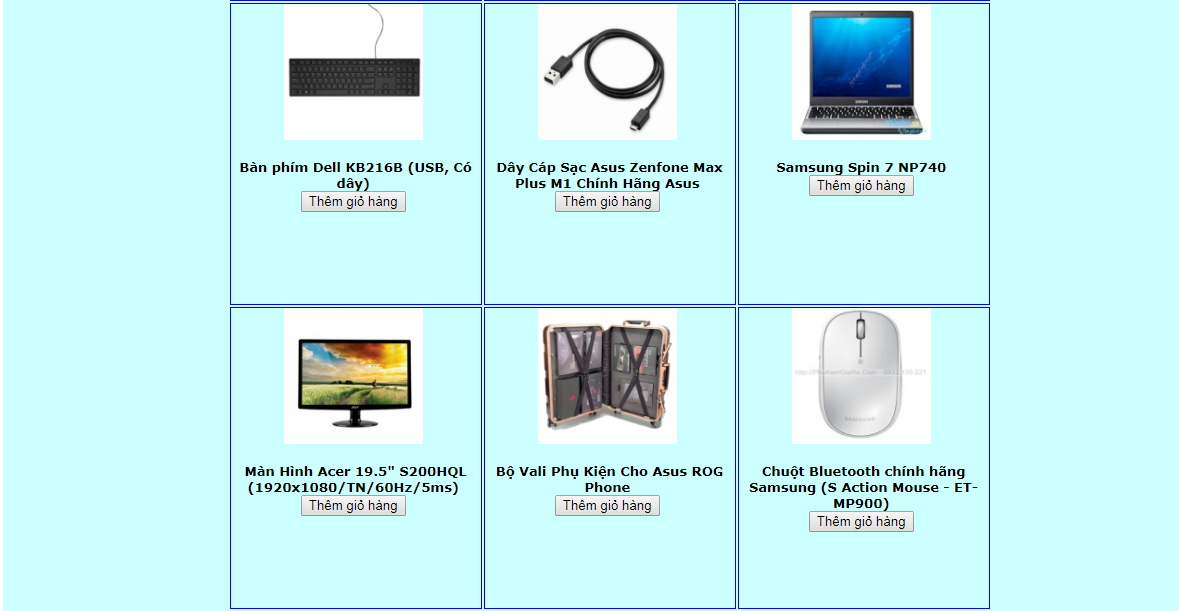 Bàn phím Dell KB216B (USB, Có
dây)
Thêm giỏ hàng
Dây Cáp Sạc Asus Zenfone Max
Plus M1 Chính Hãng Asus
Thêm giỏ hàng
SAMSUNG
Samsung Spin 7 NP740
Thêm giỏ hàng
acer
Màn Hình Acer 19.5" S200HQL
(1920x1080/TN/60Hz/5ms)
Thêm giỏ hàng
Bộ Vali Phụ Kiện Cho Asus ROG
Phone
Thêm giỏ hàng
SAMSUNG
Chuột Bluetooth chính hãng
Samsung (S Action Mouse - ET-
MP900)
Thêm giỏ hàng